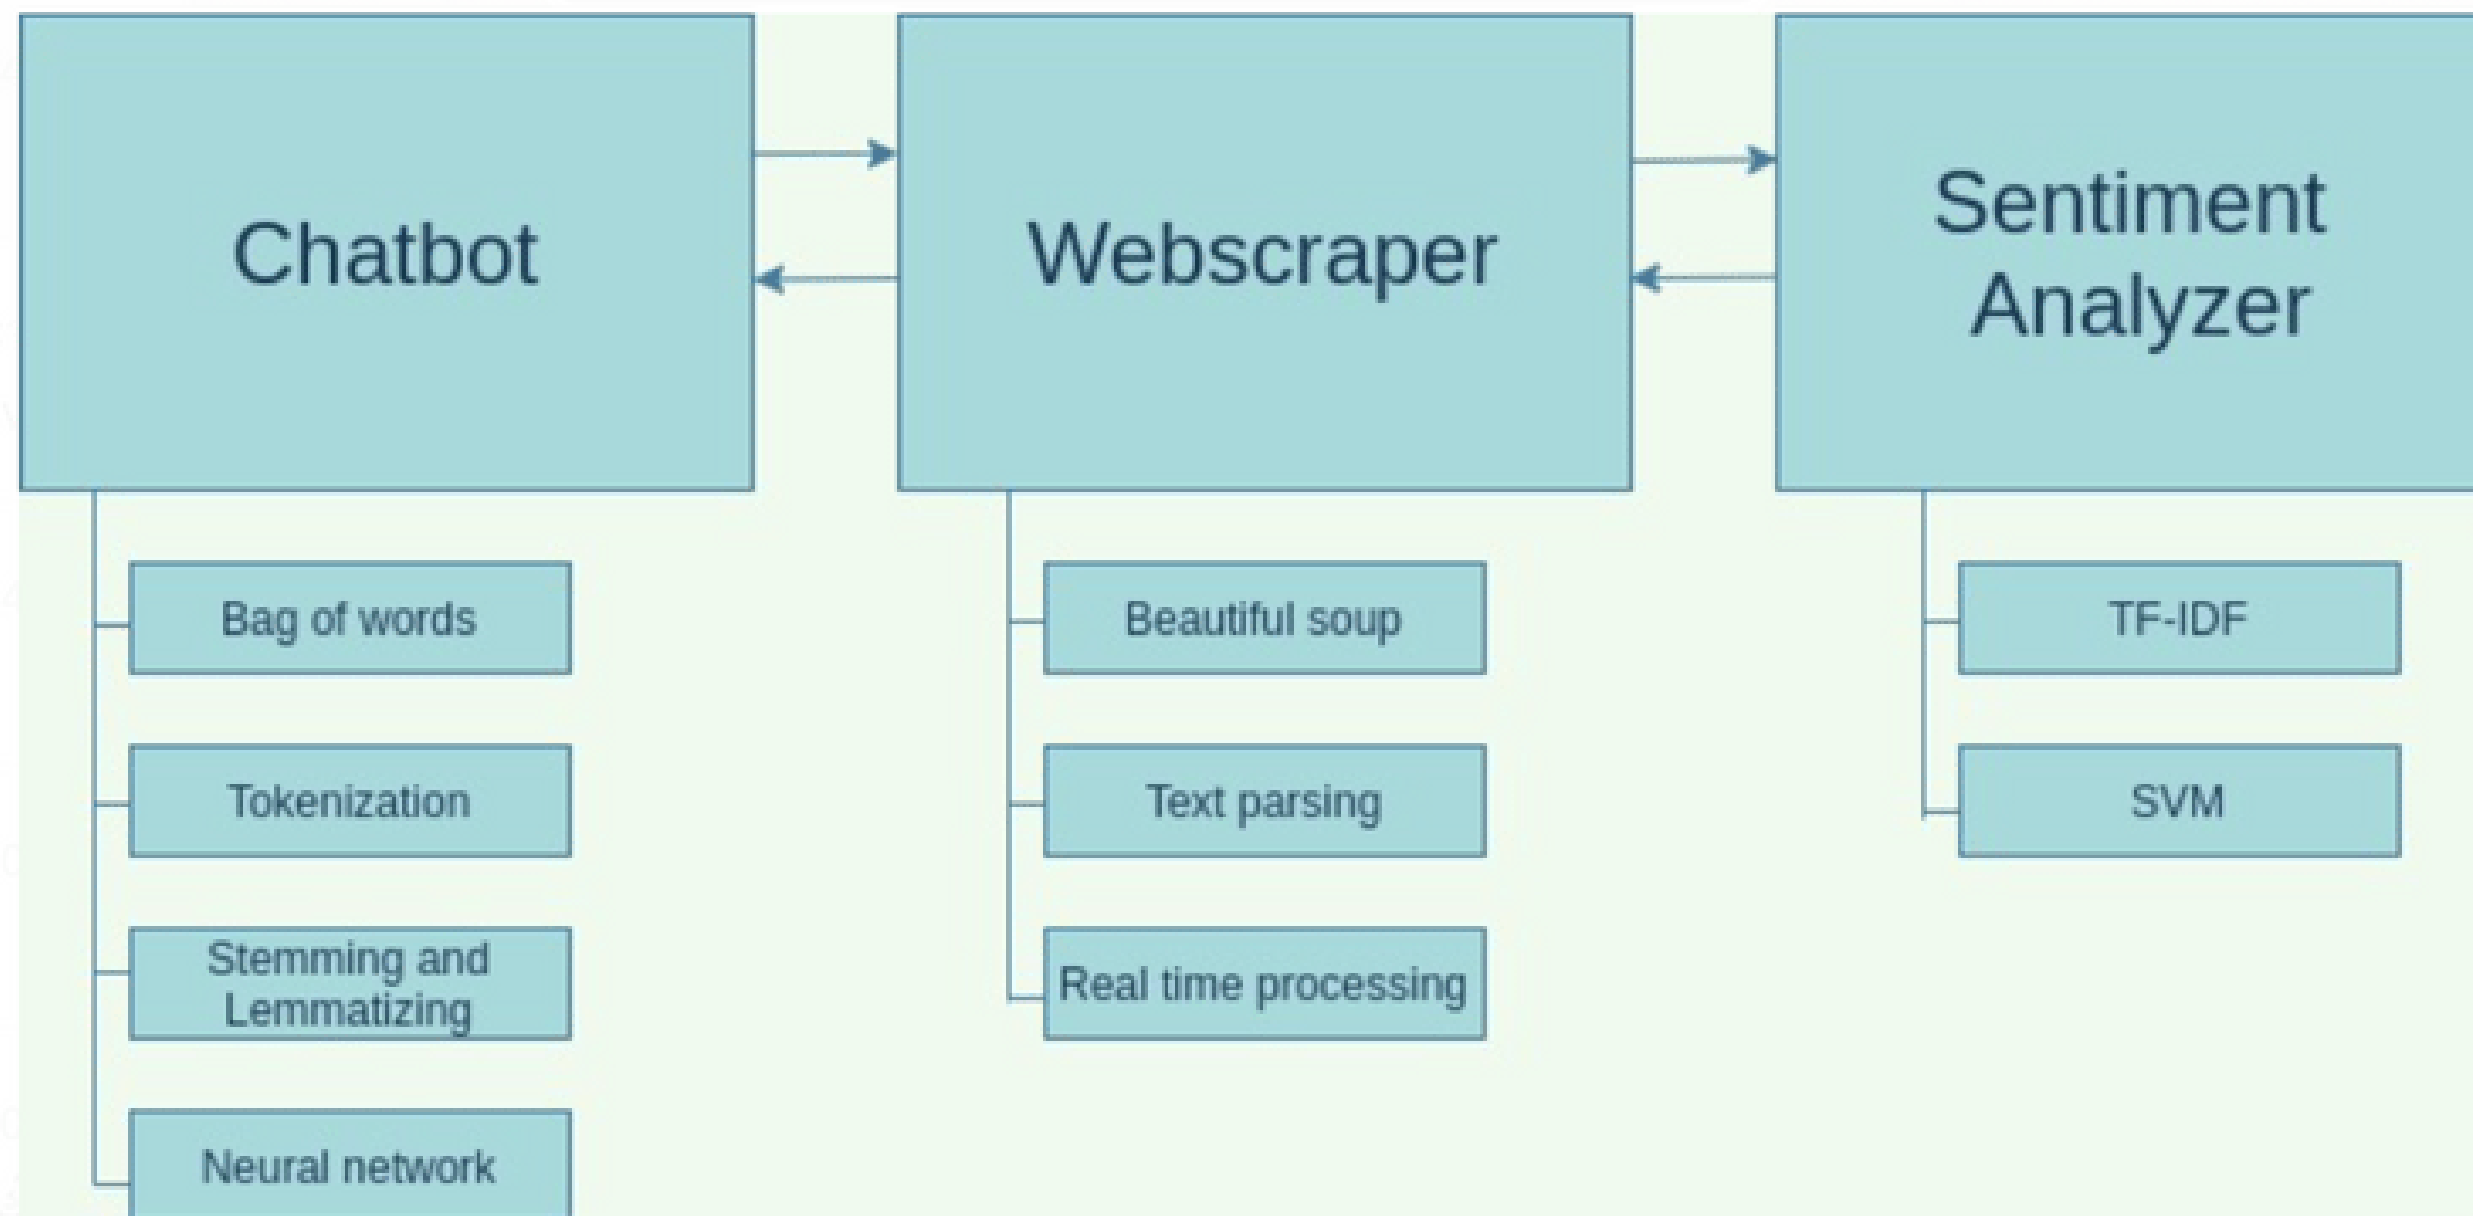 Chatbot
Webscraper
Sentiment
Analyzer
Bag of words
Tokenization
Stemming and
Lemmatizing
Neural network
Beautiful soup
Text parsing
Real time processing
TF-IDF
SVM